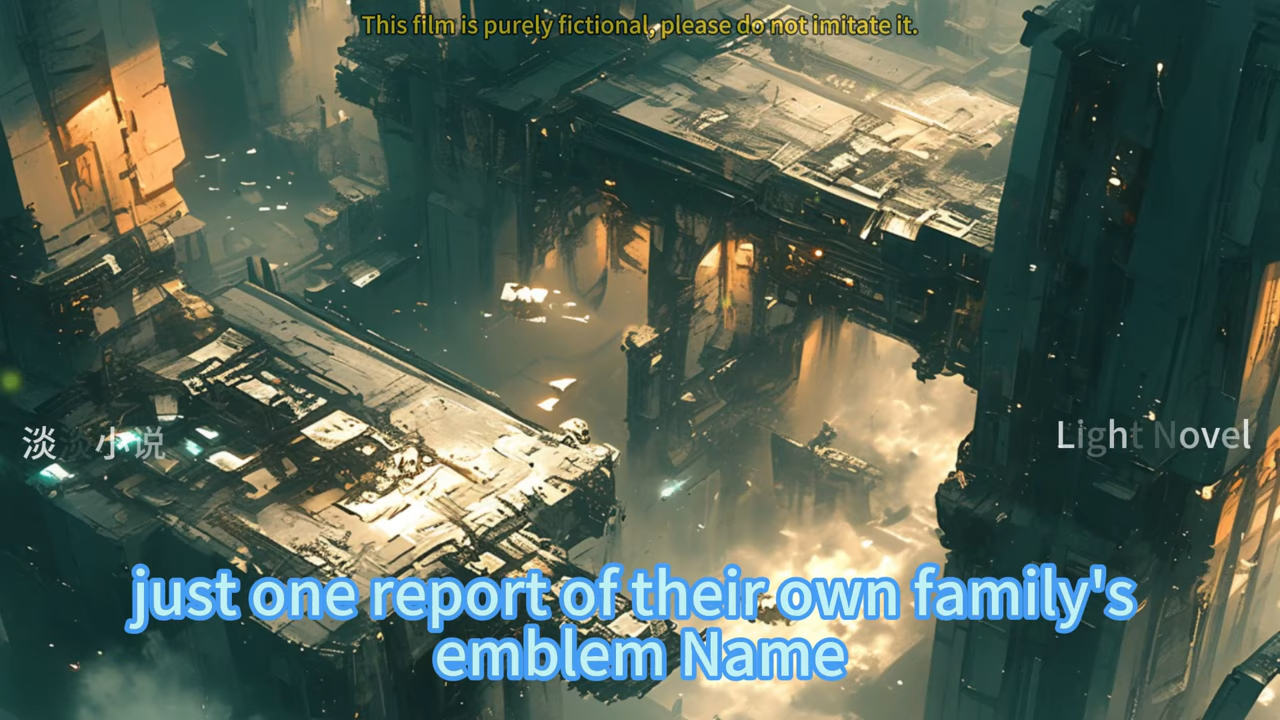 This film is purely fictional, please do not imitate it.
淡淡小说
Light Novel
just one report of their own family's
emblem Name